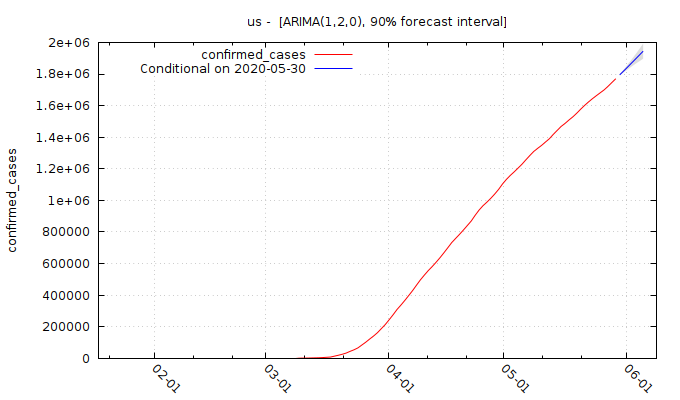 us -  [ARIMA(1,2,0), 90% forecast interval]
confirmed_cases
Conditional on 2020-05-30
2e+06
1.8e+06
1.6e+06
1.4e+06
1.2e+06
1e+06
800000
600000
400000
200000
0
confirmed_cases
02-01
03-01
04-01
05-01
06-01